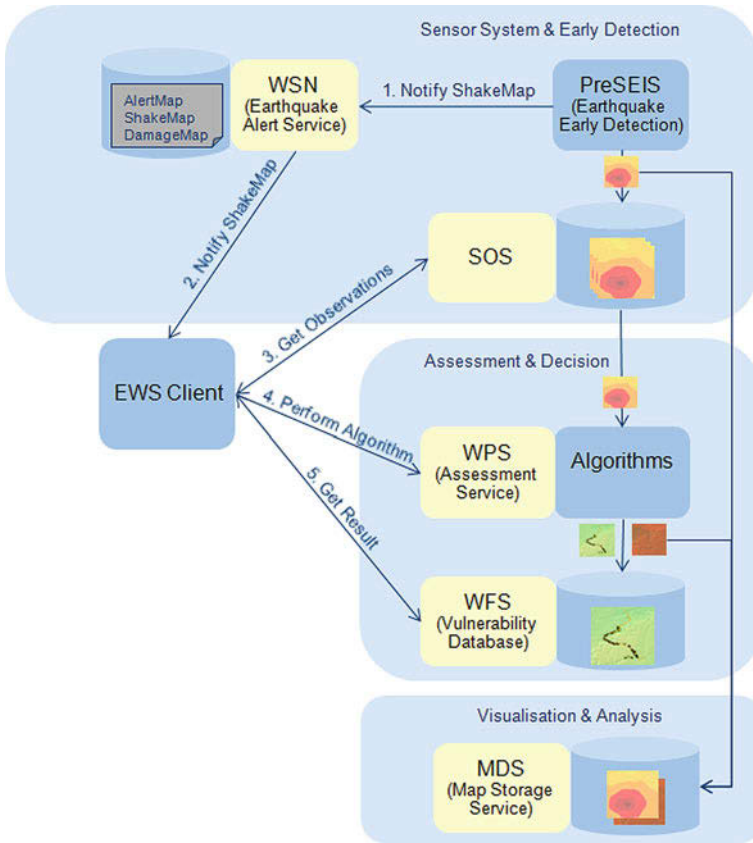 Sensor System & Early Detection
AlertMap
ShakeMap
DamageMap
WSN
(Earthquake
Alert Service)
1. Notify ShakeMap
PreSEIS
(Earthquake
Early Detection)
2. Notify ShakeMap
SOS
3. Get Observations
EWS Client
Assessment & Decision
4. Perform Algorithm
WPS
(Assessment
Service)
Algorithms
5. Get Result
WFS
(Vulnerability
Database)
Visualisation & Analysis
MDS
(Map Storage
Service)